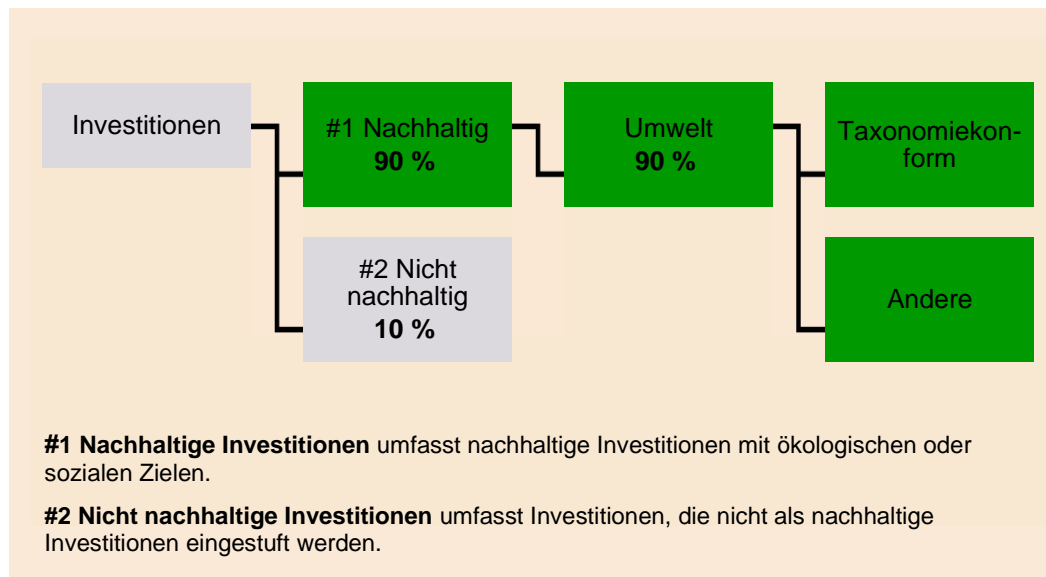 Investitionen
#1 Nachhaltig
90 %
Umwelt
90 %
Taxonomiekon-
form
#2 Nicht
nachhaltig
10 %
Andere
#1 Nachhaltige Investitionen umfasst nachhaltige Investitionen mit ökologischen oder
sozialen Zielen.
#2 Nicht nachhaltige Investitionen umfasst Investitionen, die nicht als nachhaltige
Investitionen eingestuft werden.